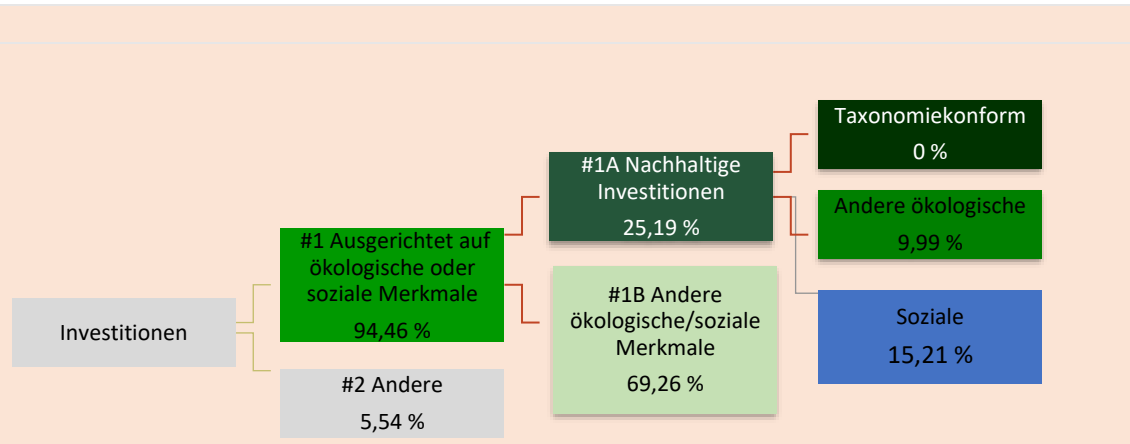 Investitionen
#1 Ausgerichtet auf
ökologische oder
soziale Merkmale
94,46 %
#2 Andere
5,54 %
#1A Nachhaltige
Investitionen
25,19 %
#1B Andere
ökologische/soziale
Merkmale
69,26 %
Taxonomiekonform
0 %
Andere ökologische
9,99 %
Soziale
15,21 %